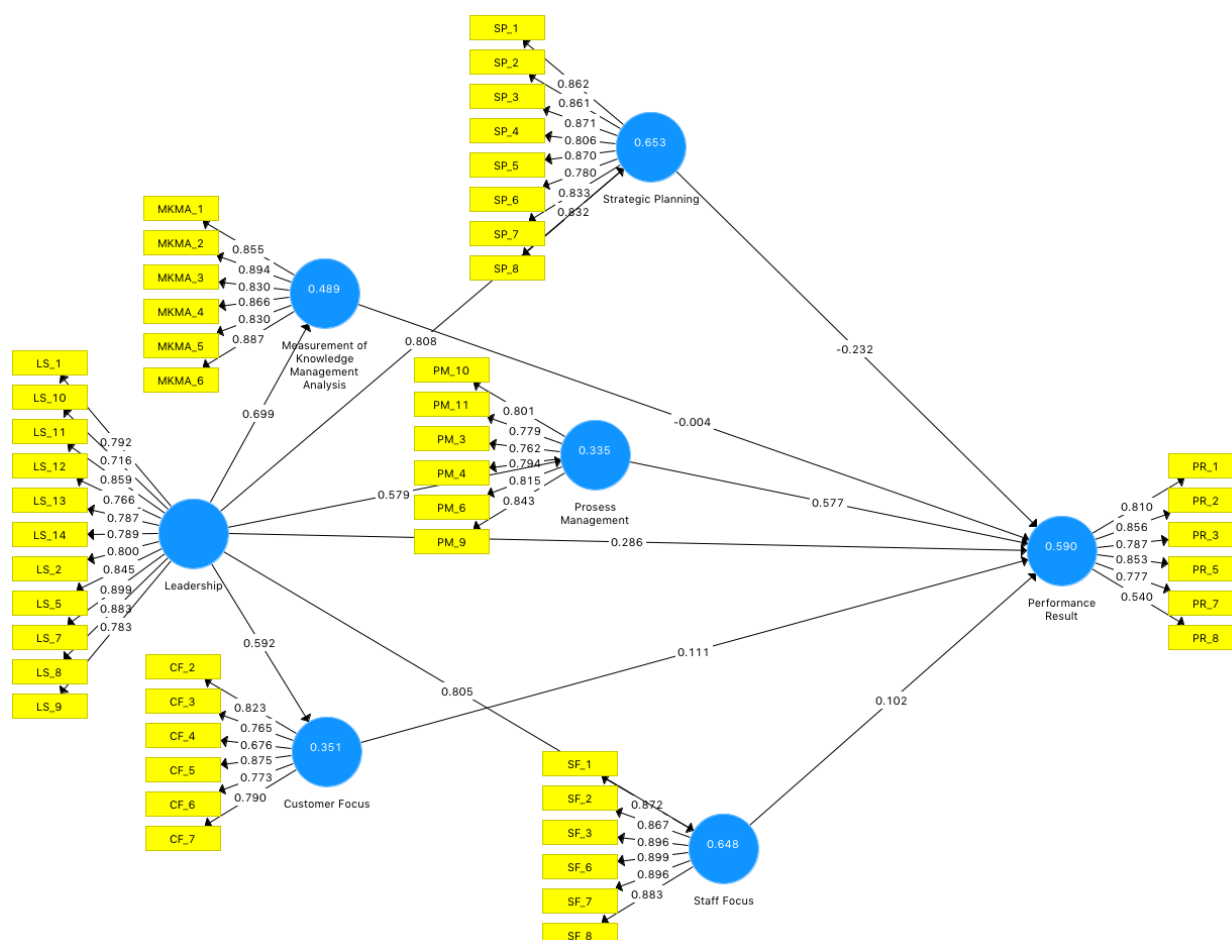 SP_1
SP_2
SP_3
SP_4
SP_5
SP_6
SP_7
SP_8
0.862
0.861
0.871
0.806
0.870
0.780
0.833
0.832
0.653
Strategic Planning
MKMA_1
MKMA_2
MKMA_3
MKMA_4
MKMA_5
MKMA_6
0.855
0.894
0.830
0.866
0.830
0.887
0.489
Measurement of
Knowledge
Management
Analysis
0.808
-0.232
0.699
-0.004
LS_1
LS_10
LS_11
LS_12
LS_13
LS_14
LS_2
LS_5
LS_7
LS_8
LS_9
0.792
0.716
0.859
0.766
0.787
0.789
0.800
0.845
0.899
0.883
0.783
Leadership
PM_10
PM_11
PM_3
PM_4
PM_6
PM_9
0.801
0.779
0.762
0.794
0.815
0.843
0.335
Prosess
Management
0.579
0.577
0.286
PR_1
PR_2
PR_3
PR_5
PR_7
PR_8
0.810
0.856
0.787
0.853
0.777
0.540
0.590
Performance
Result
0.592
0.111
0.805
0.102
CF_2
CF_3
CF_4
CF_5
CF_6
CF_7
0.823
0.765
0.676
0.875
0.773
0.790
0.351
Customer Focus
SF_1
SF_2
SF_3
SF_6
SF_7
SF_8
0.872
0.867
0.896
0.899
0.896
0.883
0.648
Staff Focus